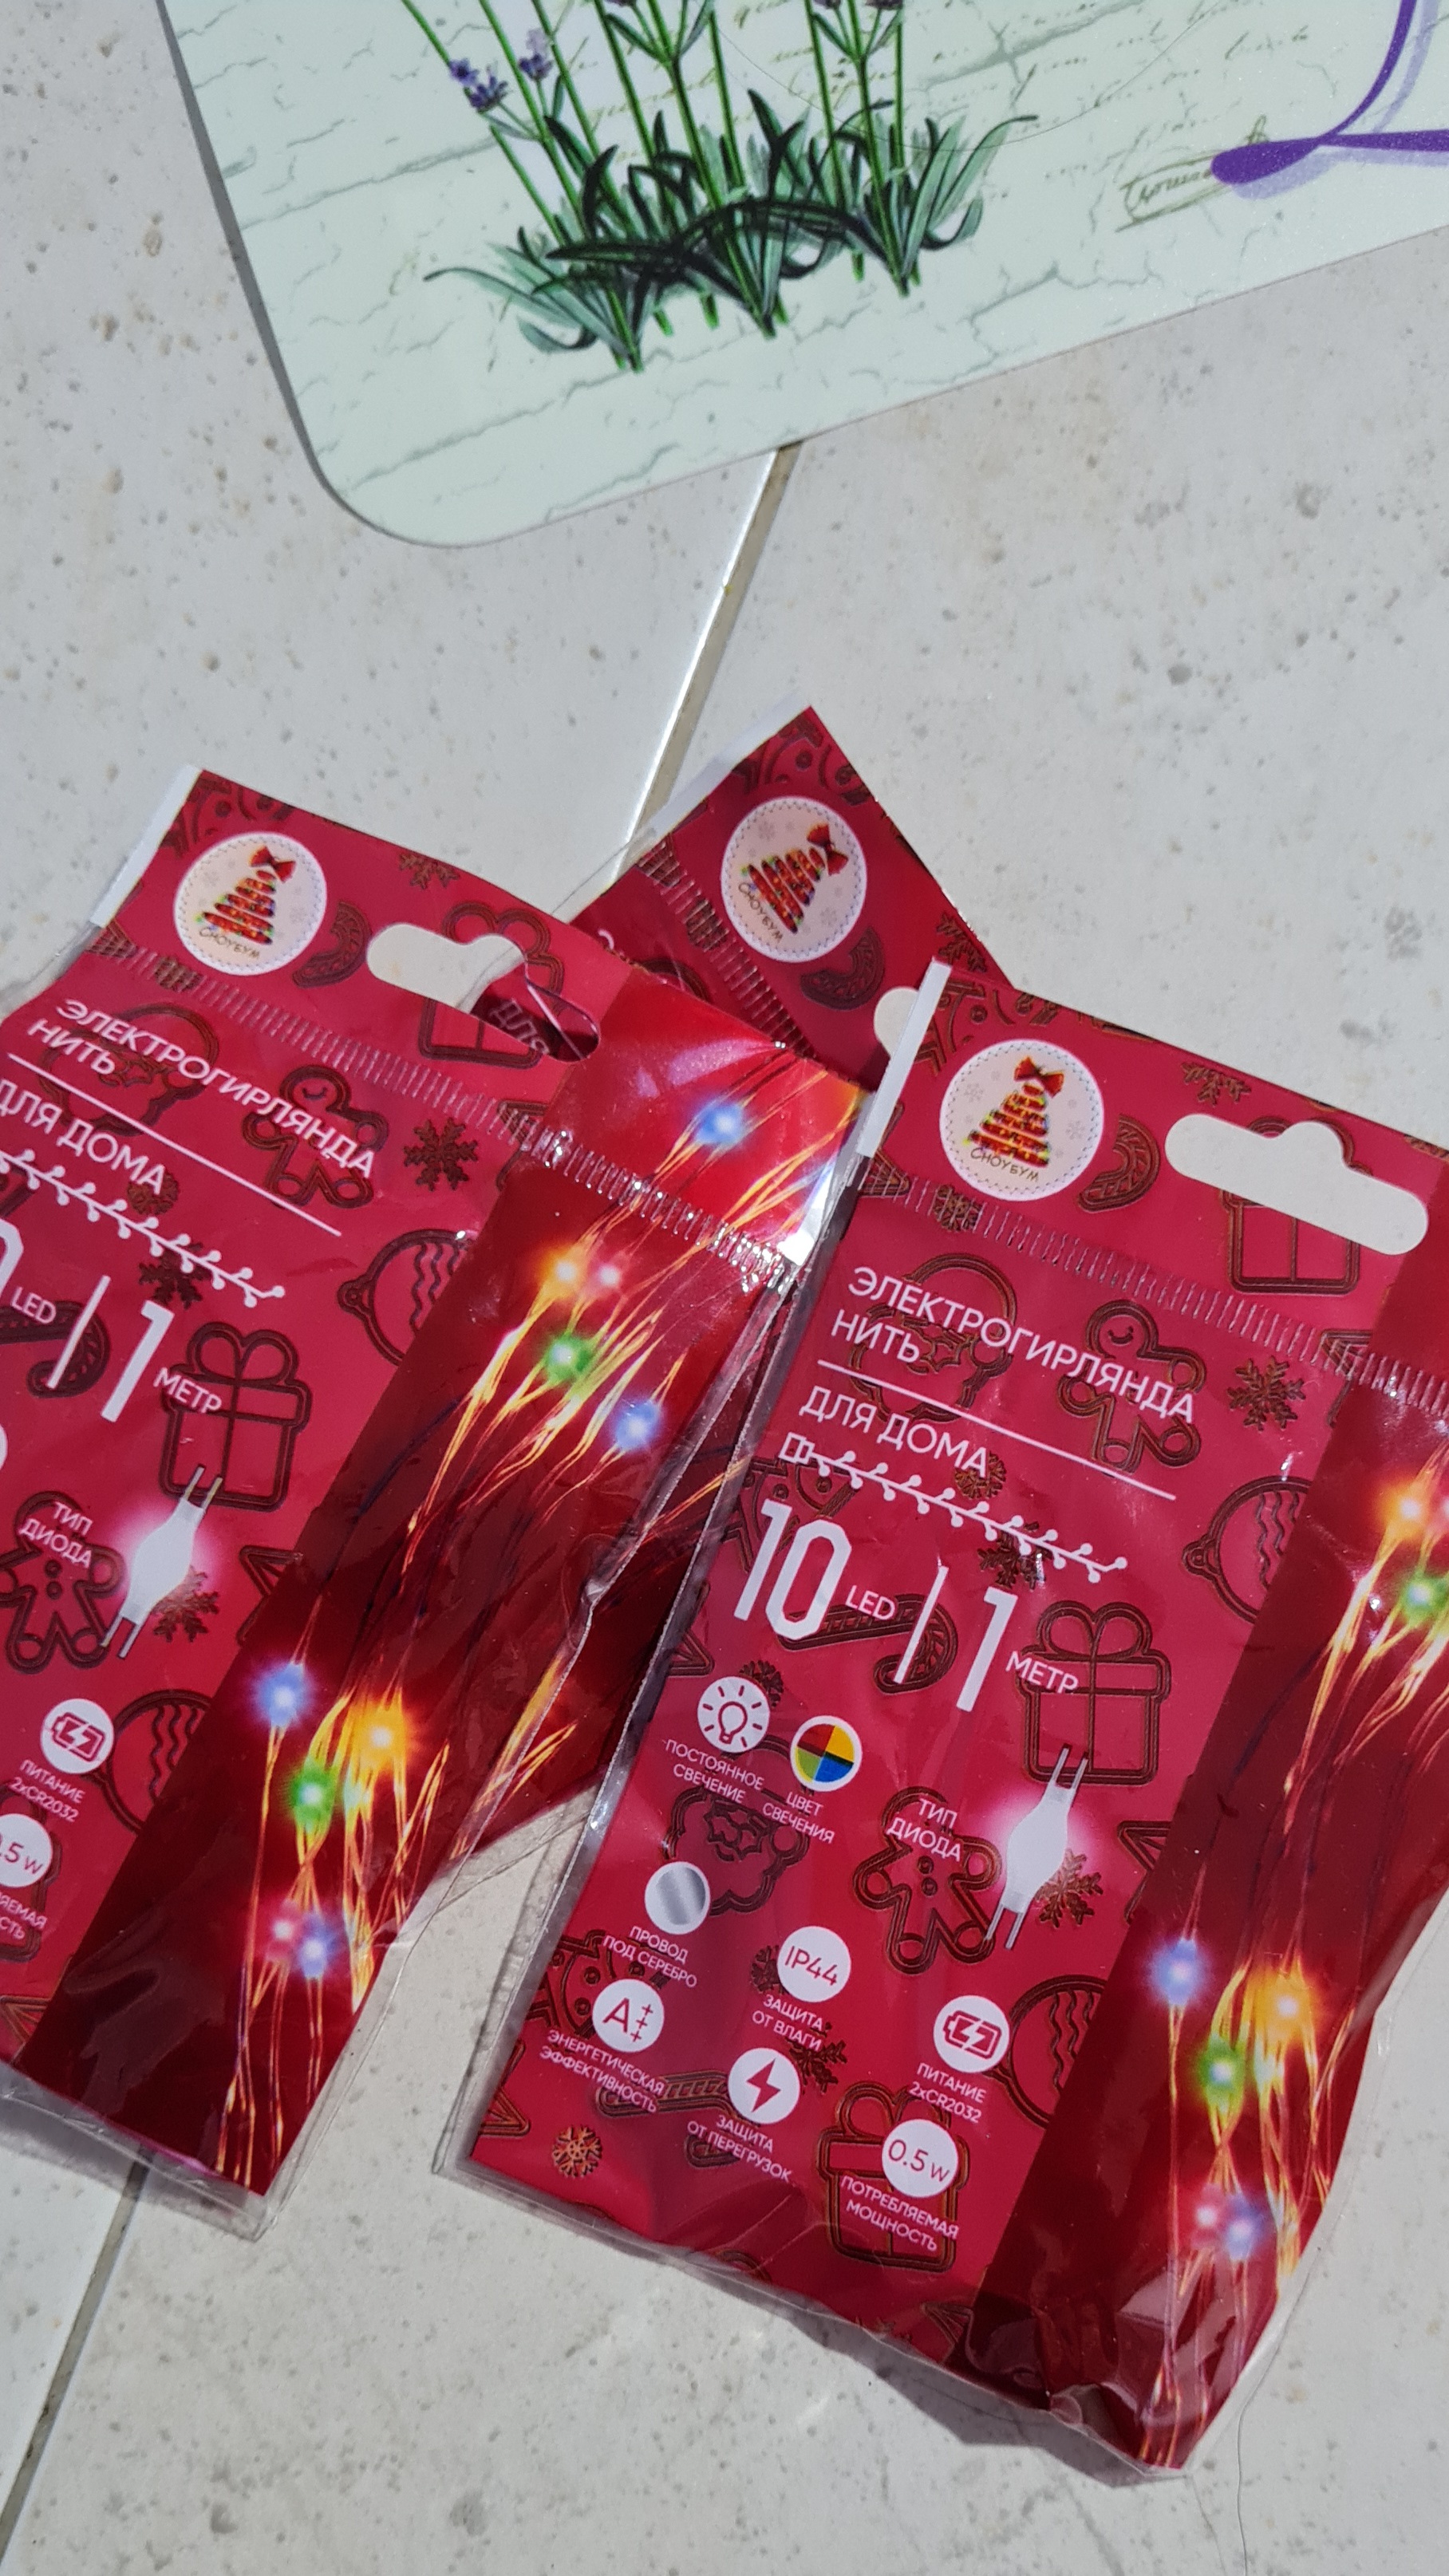 СНОУБУМ
ЭЛЕКТРОГИРЛЯНДА
НИТЬ
ДЛЯ ДОМА
LED
1 МЕТР
ТИП
ДИОДА
ПИТАНИЕ
2xCR2032
.5 w
СНОУБУМ
ДЛЯ
СНОУБУМ
ЭЛЕКТРОГИРЛЯНДА
НИТЬ
ДЛЯ ДОМА
10 LED | 1 МЕТР
ПОСТОЯННОЕ
СВЕЧЕНИЕ
ЦВЕТ
СВЕЧЕНИЯ
ТИП
ДИОДА
ПРОВОД
ПОД СЕРЕБРО
IP44
ЗАЩИТА
ОТ ВЛАГИ
A+++
ЭНЕРГЕТИЧЕСКАЯ
ЭФФЕКТИВНОСТЬ
ЗАЩИТА
ОТ ПЕРЕГРУЗОК
ПИТАНИЕ
2xCR2032
0.5 w
ПОТРЕБЛЯЕМАЯ
МОЩНОСТЬ